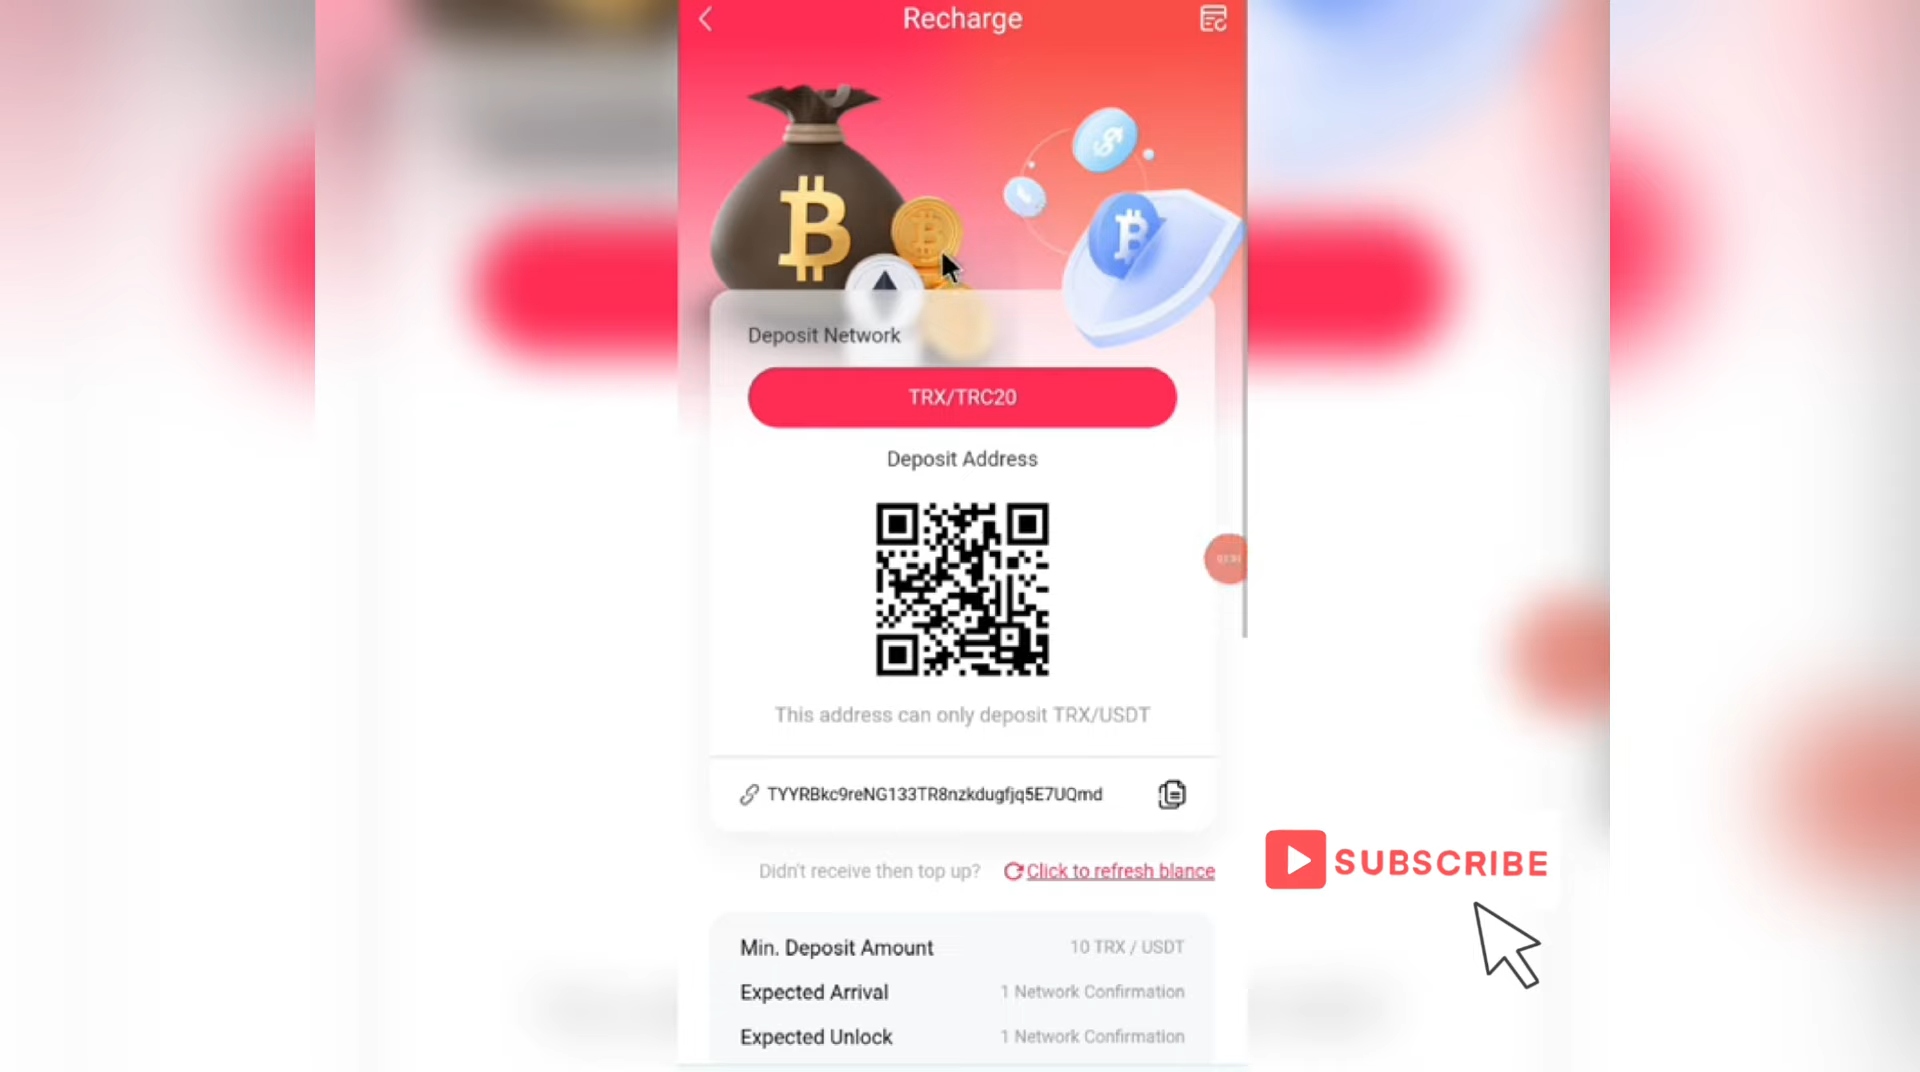 Recharge
Deposit Network
TRX/TRC20
Deposit Address
This address can only deposit TRX/USDT
TYYRBkc9reNG133TR8nzkdugfjq5E7UQmd
Didn't receive then top up? Click to refresh blance
SUBSCRIBE
Min. Deposit Amount 10 TRX / USDT
Expected Arrival 1 Network Confirmation
Expected Unlock 1 Network Confirmation